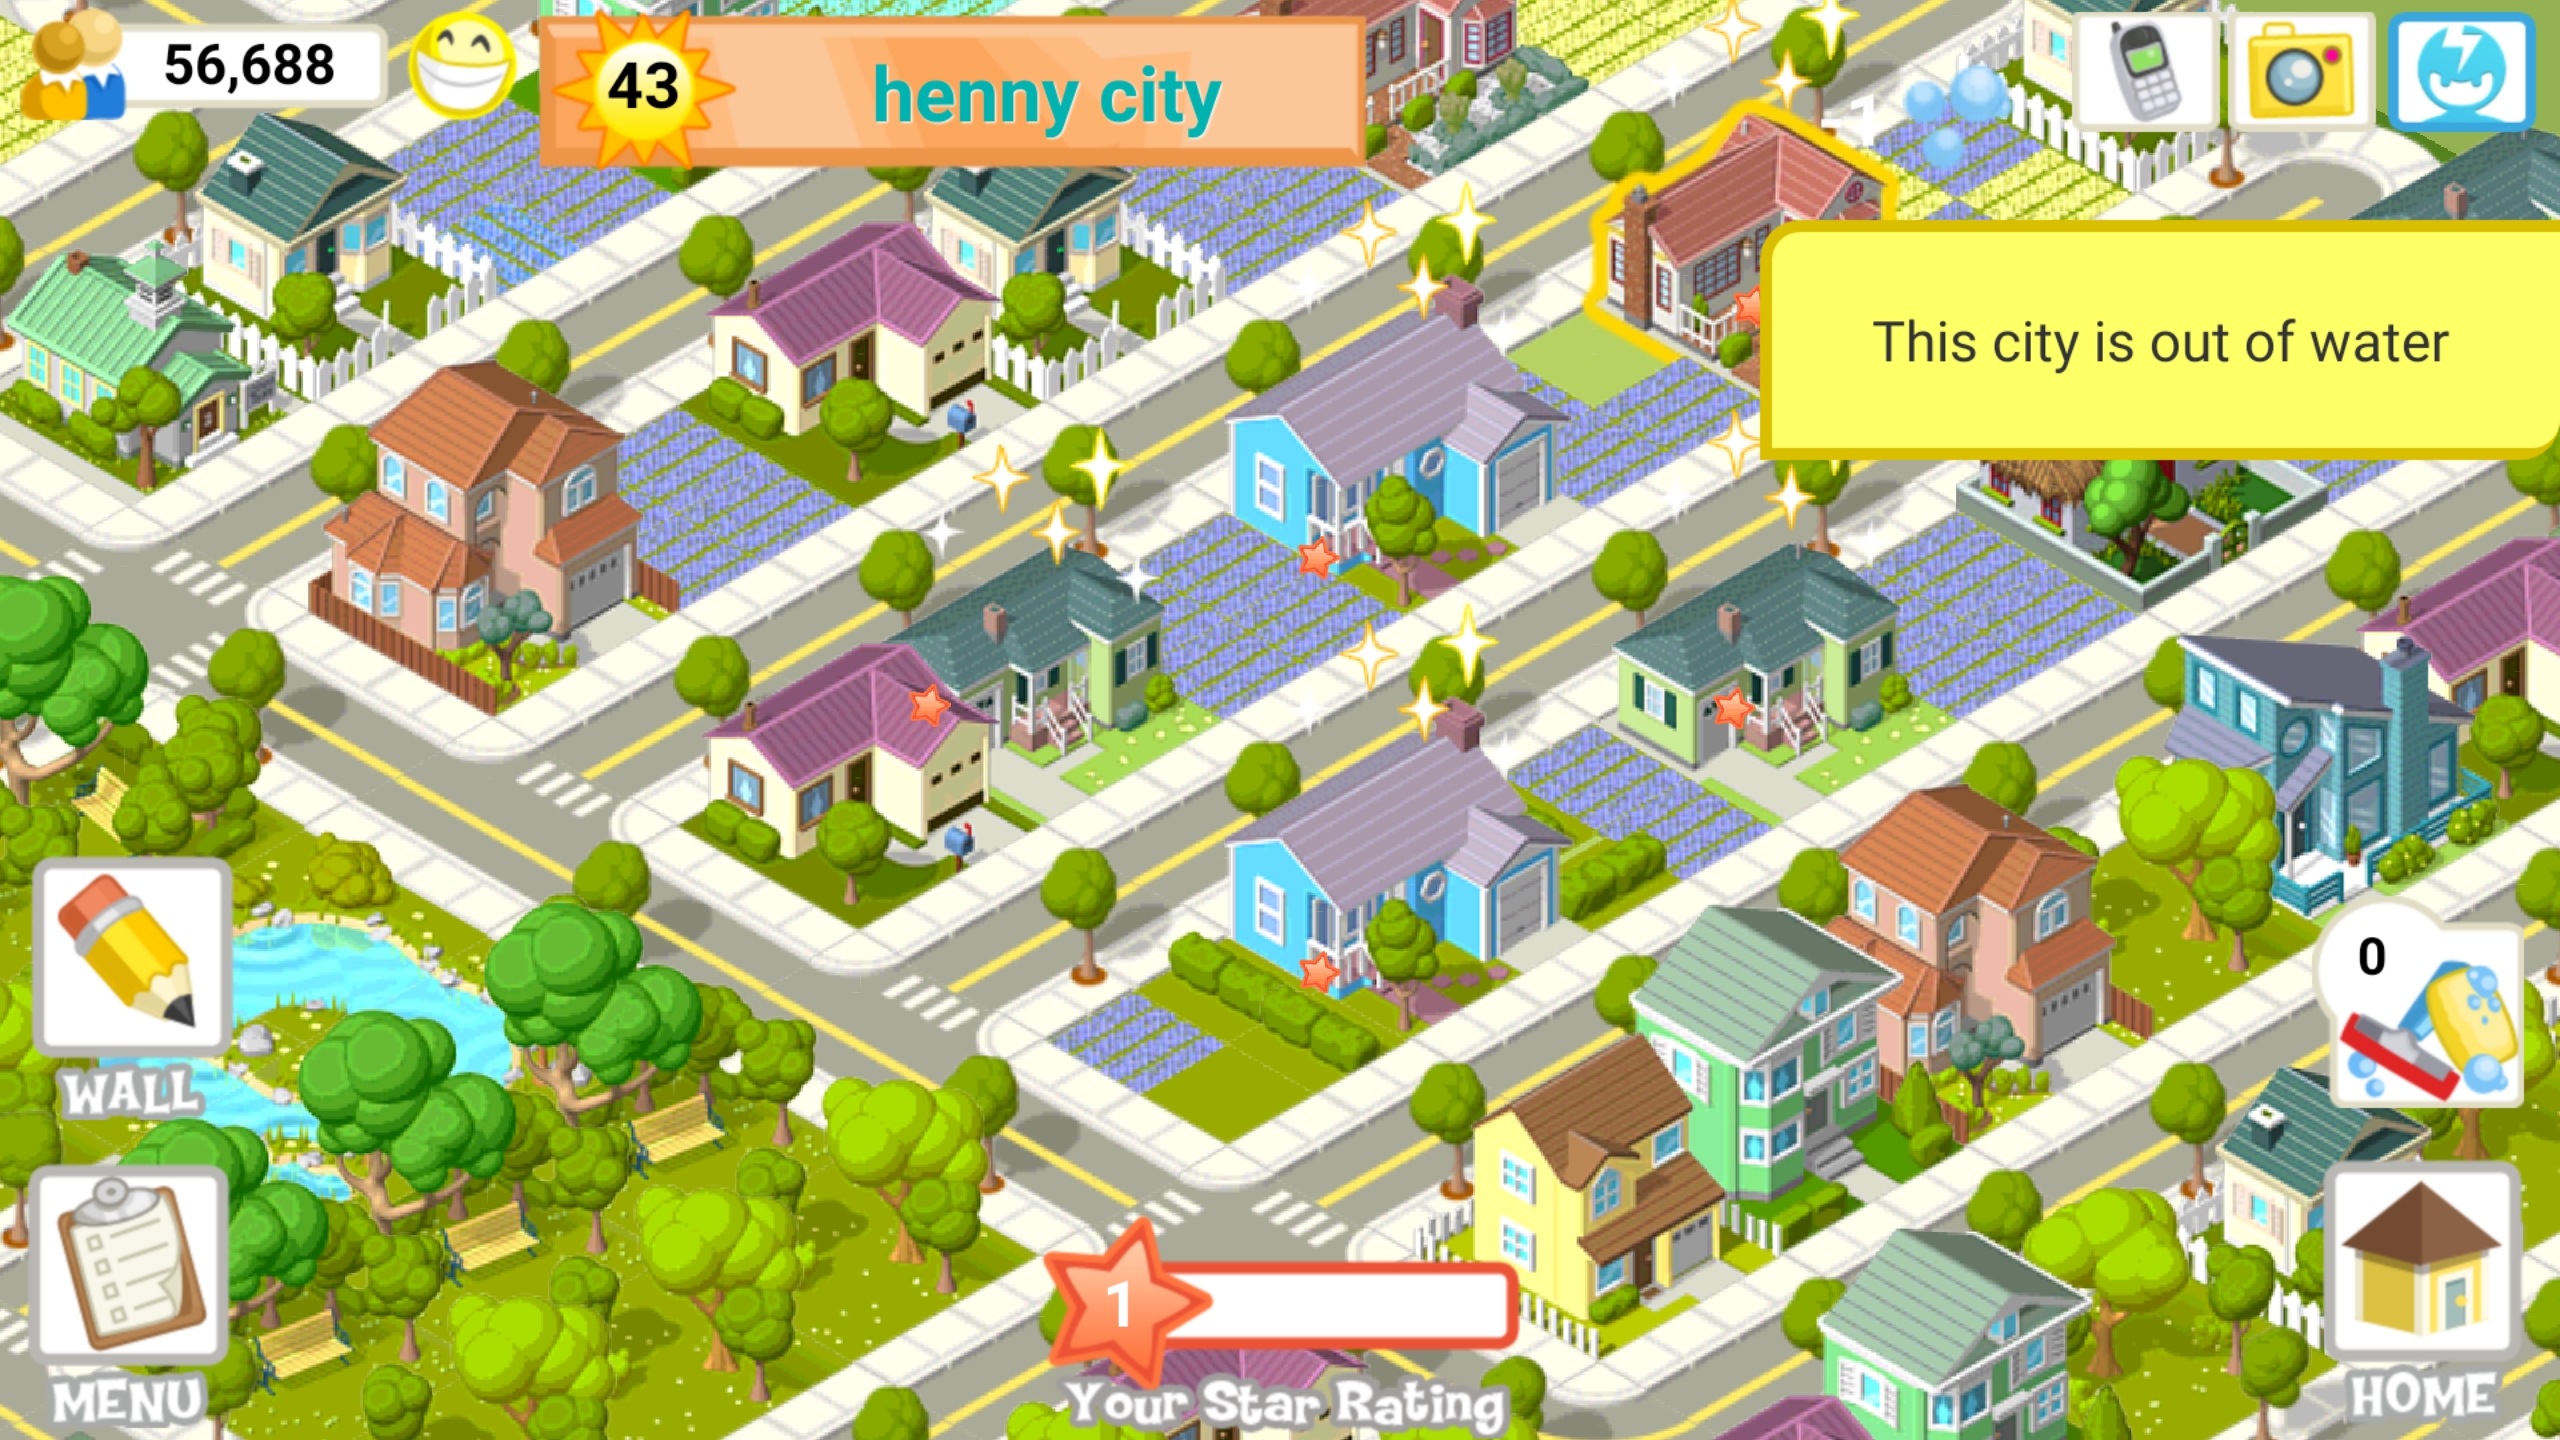 56,688
43
henny city
-1
This city is out of water
WALL
0
MENU
1
Your Star Rating
HOME